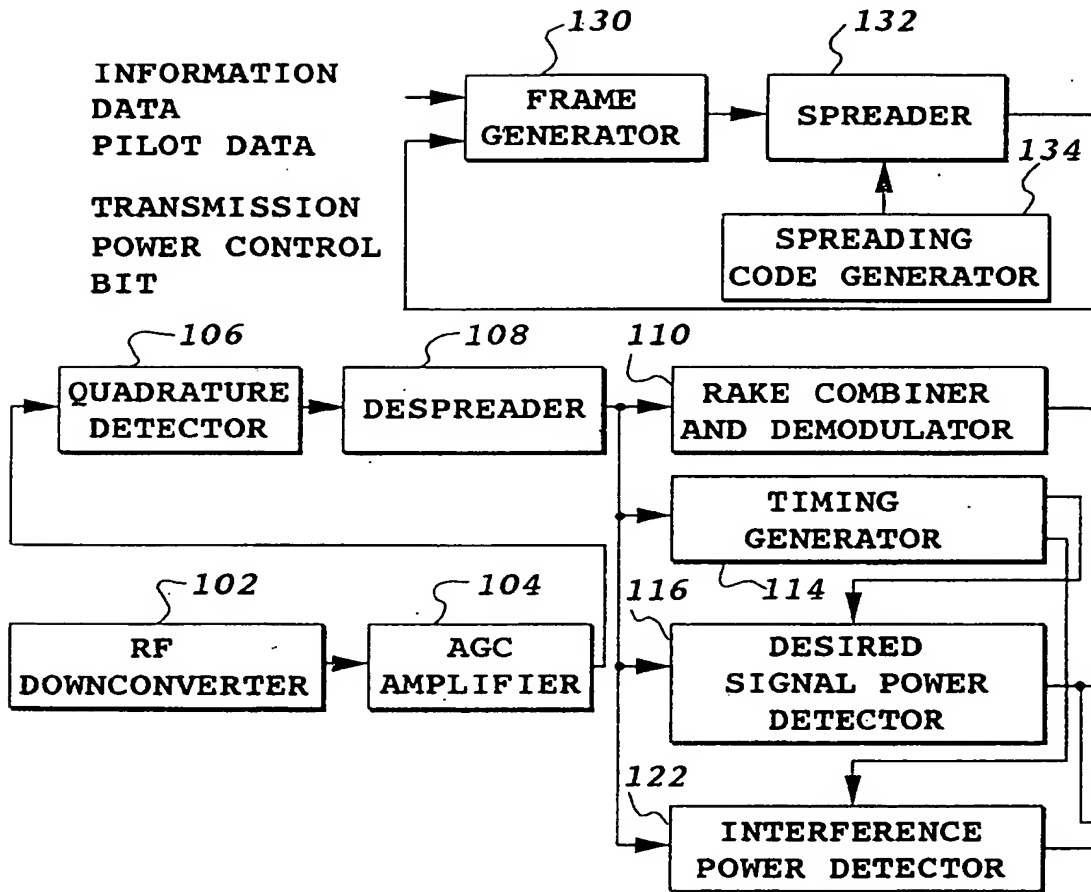 130
132
INFORMATION
DATA
PILOT DATA
FRAME
GENERATOR
SPREADER
134
TRANSMISSION
POWER CONTROL
BIT
SPREADING
CODE GENERATOR
106
108
110
QUADRATURE
DETECTOR
DESPREADER
RAKE COMBINER
AND DEMODULATOR
TIMING
GENERATOR
102
104
116
114
RF
DOWNCONVERTER
AGC
AMPLIFIER
DESIRED
SIGNAL POWER
DETECTOR
122
INTERFERENCE
POWER DETECTOR